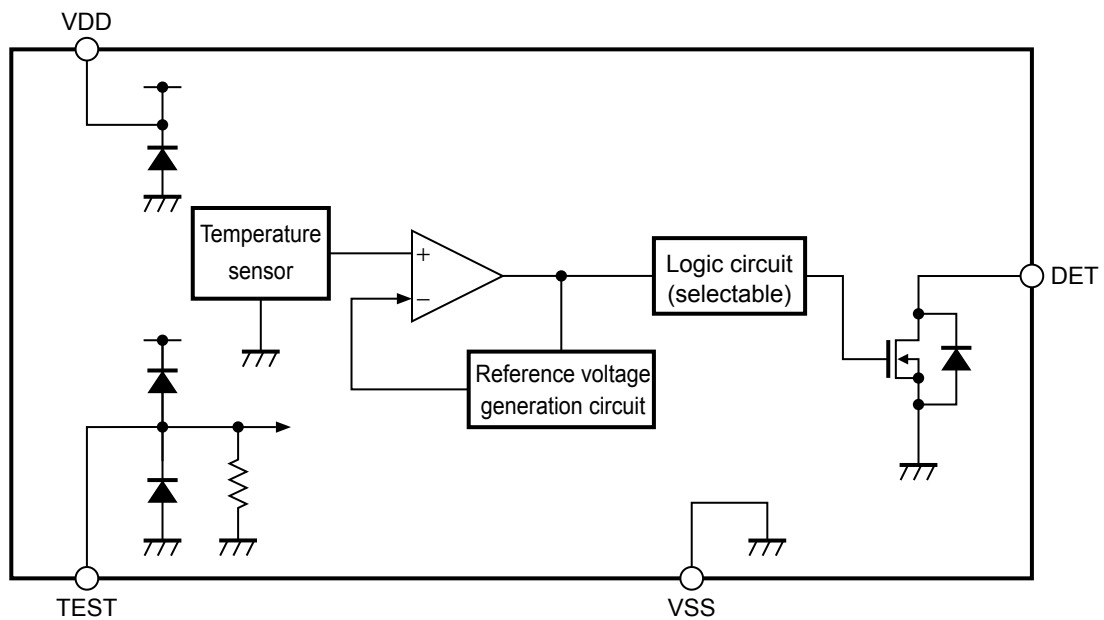 VDD
Temperature
sensor
+
−
Logic circuit
(selectable)
DET
Reference voltage
generation circuit
TEST
VSS